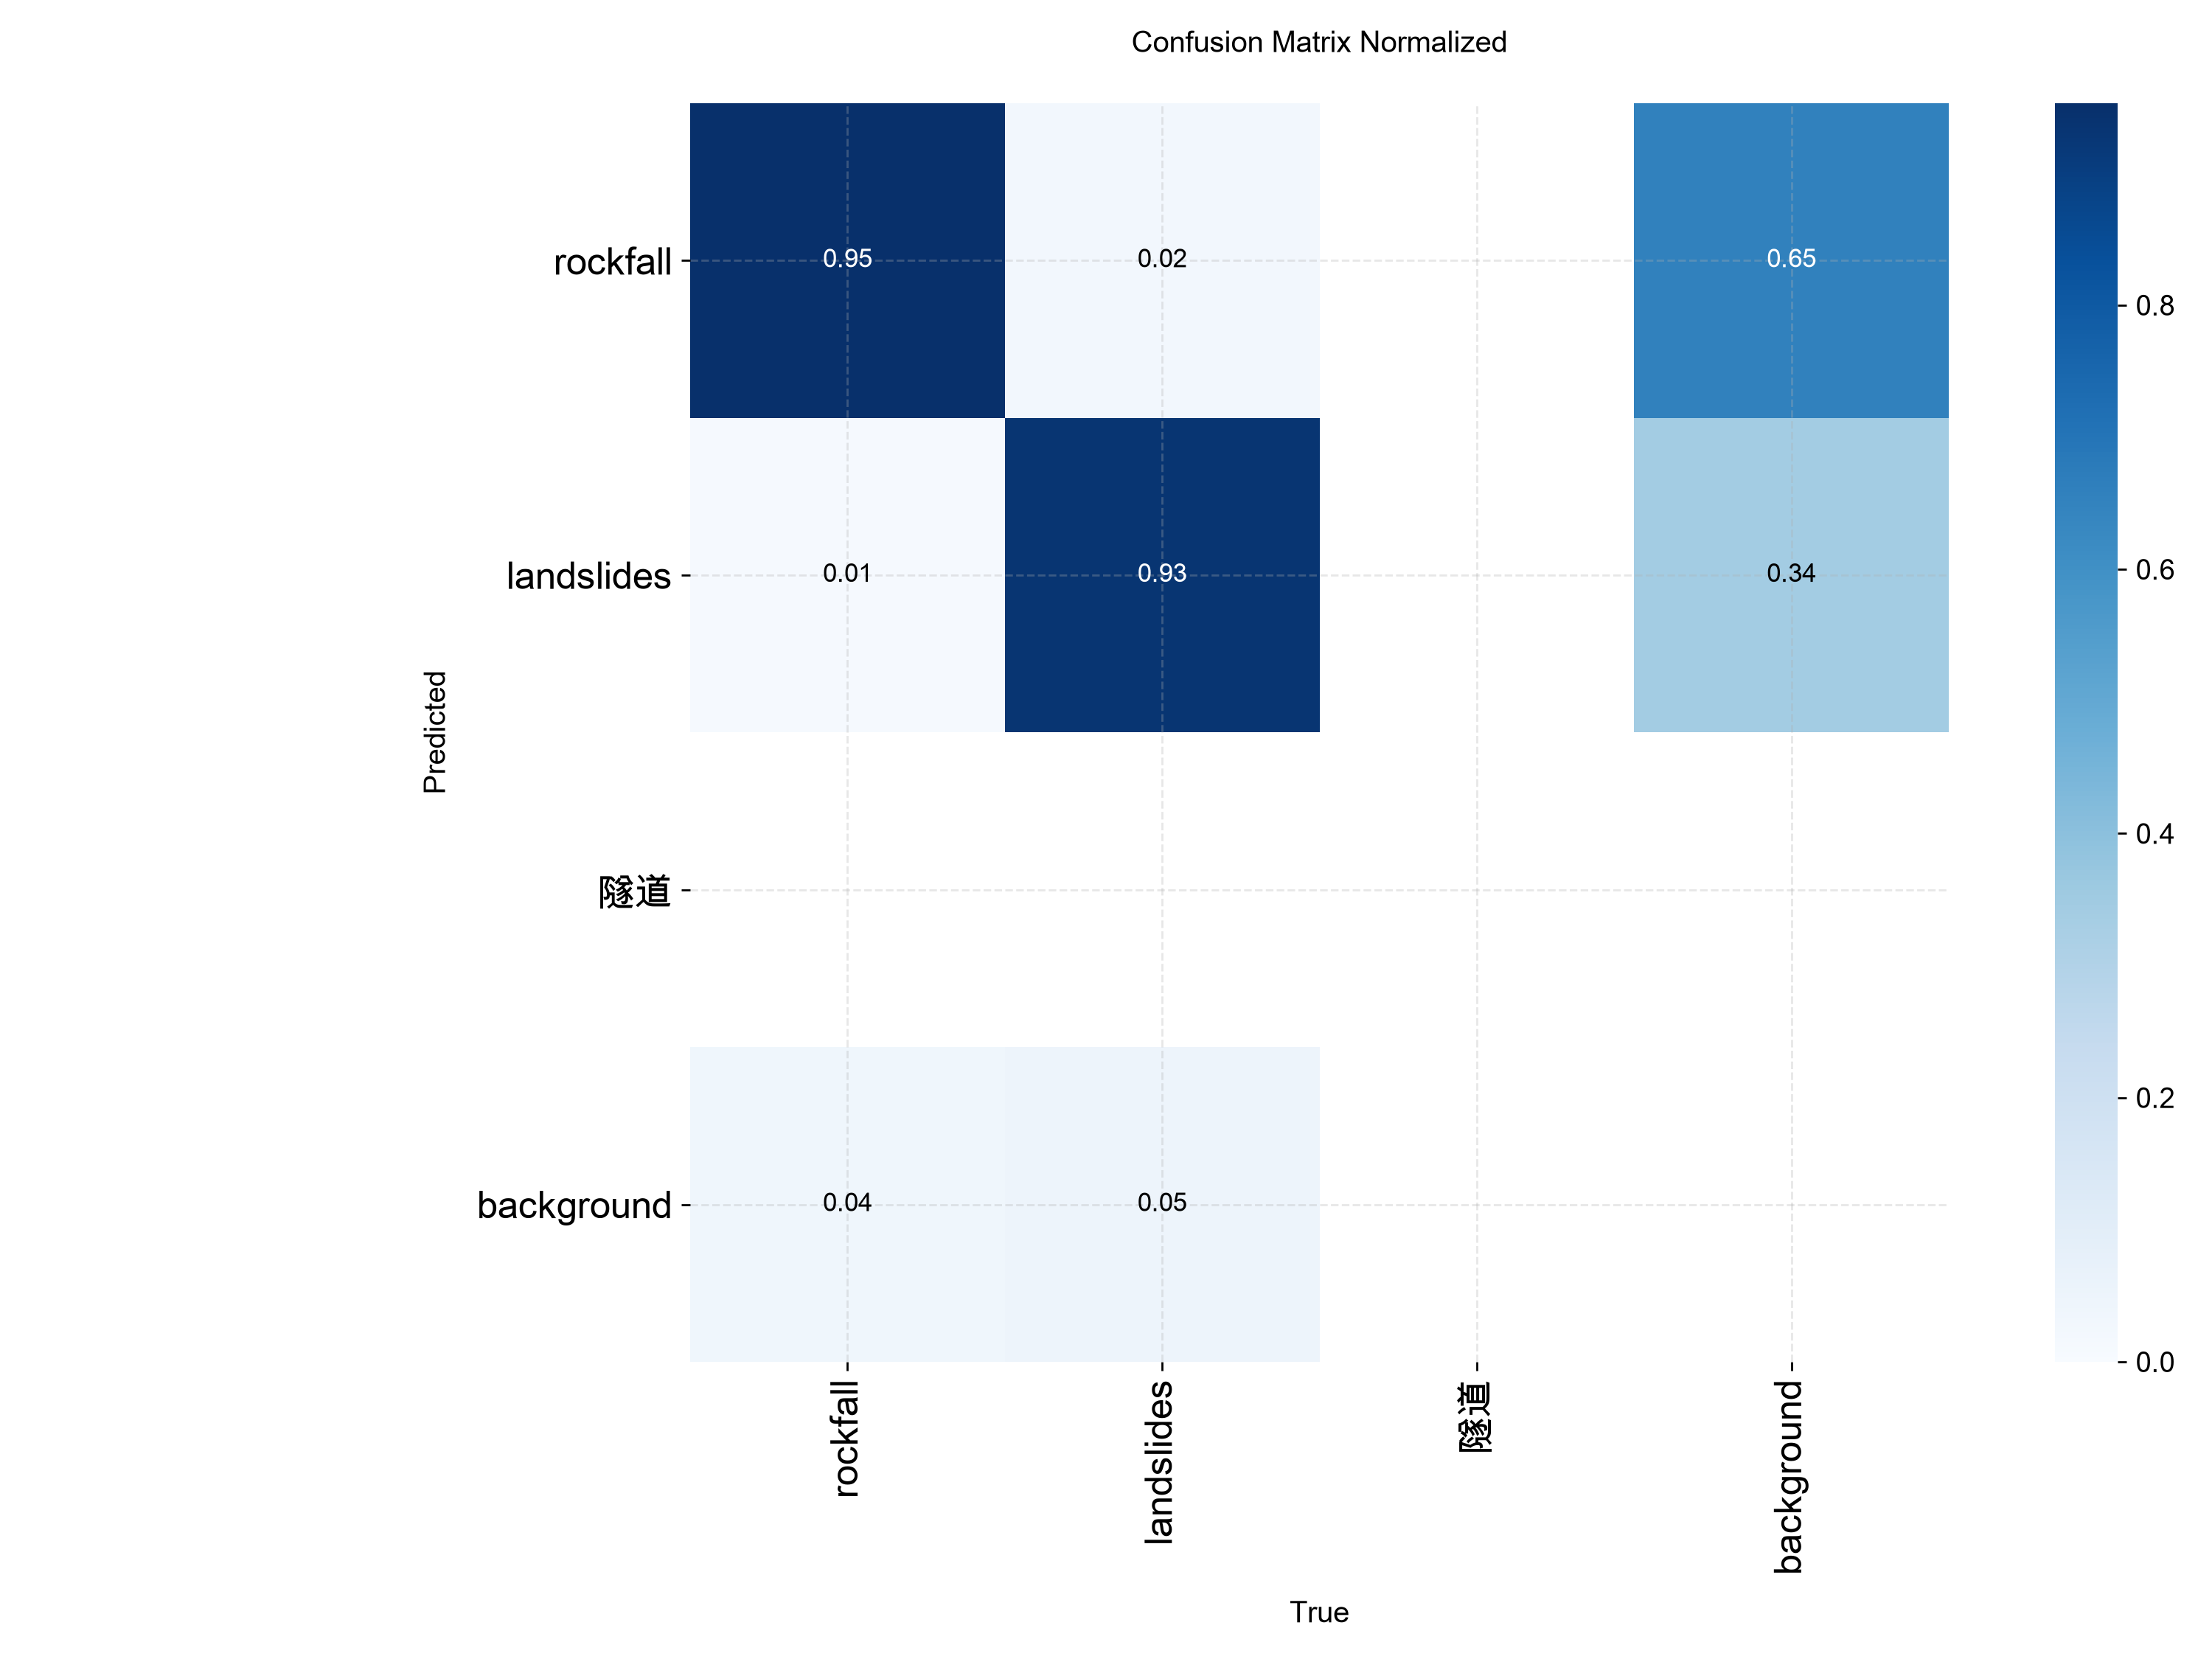 Confusion Matrix Normalized
rockfall
0.95
0.02
0.65
landslides
0.01
0.93
0.34
隧道
background
0.04
0.05
Predicted
rockfall
landslides
隧道
background
True
0.8
0.6
0.4
0.2
0.0